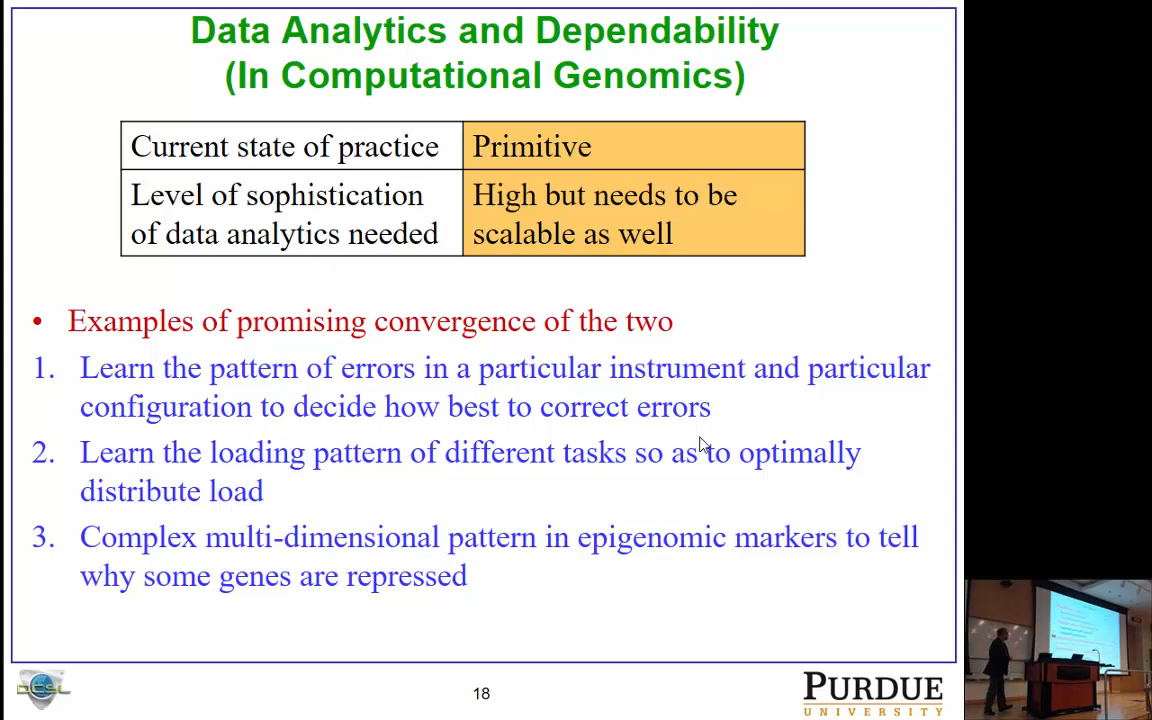 Data Analytics and Dependability
(In Computational Genomics)
Current state of practice Primitive
Level of sophistication High but needs to be
of data analytics needed scalable as well
• Examples of promising convergence of the two
1. Learn the pattern of errors in a particular instrument and particular
configuration to decide how best to correct errors
2. Learn the loading pattern of different tasks so as to optimally
distribute load
3. Complex multi-dimensional pattern in epigenomic markers to tell
why some genes are repressed
DCSL
18
PURDUE
UNIVERSITY